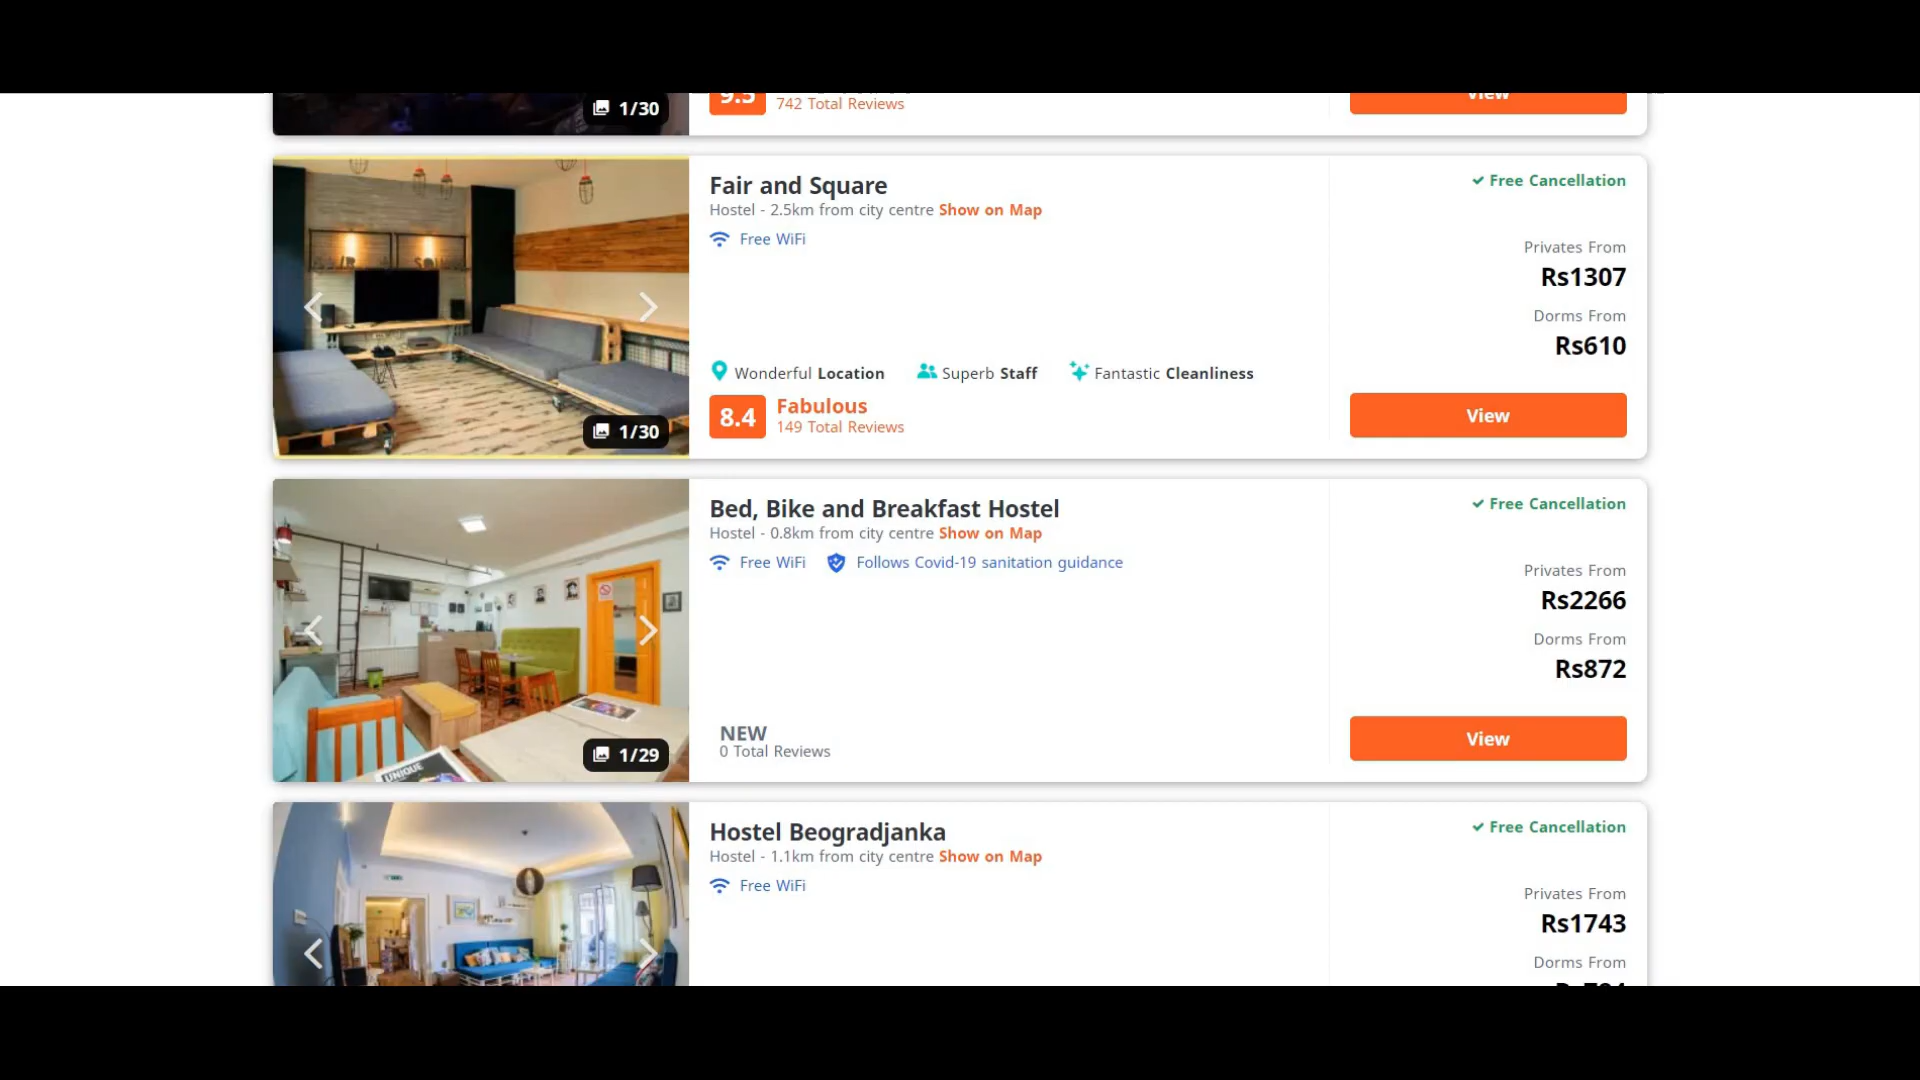 1/30
742 Total Reviews
Fair and Square
Hostel - 2.5km from city centre Show on Map
Free WiFi
Free Cancellation
Privates From
Rs1307
Dorms From
Rs610
Wonderful Location
Superb Staff
Fantastic Cleanliness
8.4
Fabulous
149 Total Reviews
View
1/30
Bed, Bike and Breakfast Hostel
Hostel - 0.8km from city centre Show on Map
Free WiFi
Follows Covid-19 sanitation guidance
Free Cancellation
Privates From
Rs2266
Dorms From
Rs872
NEW
0 Total Reviews
View
1/29
UNIQUE
Hostel Beogradjanka
Hostel - 1.1km from city centre Show on Map
Free WiFi
Free Cancellation
Privates From
Rs1743
Dorms From